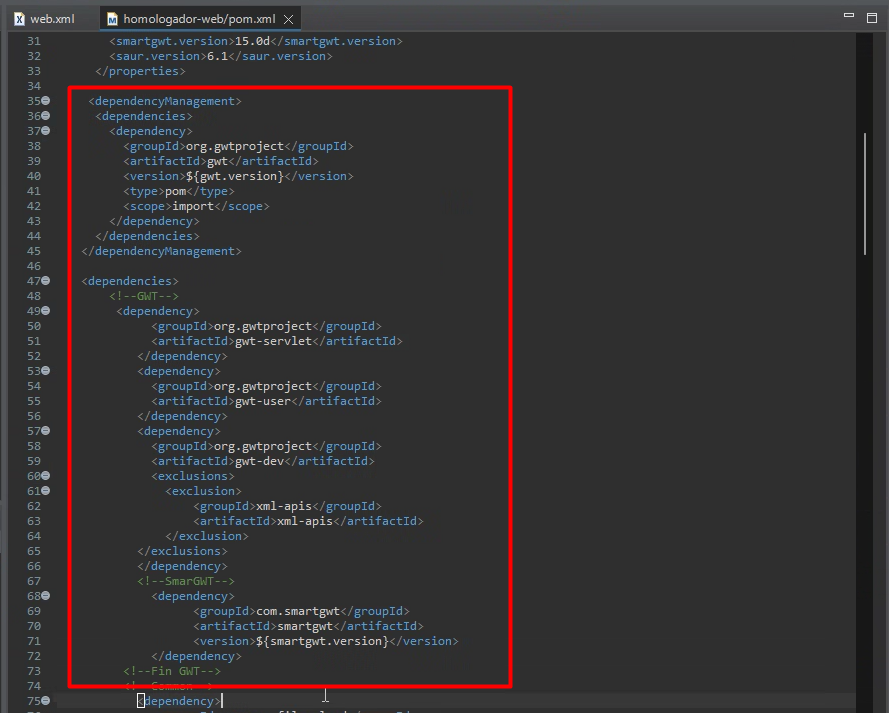 web.xml
homologador-web/pom.xml
31 <smartgwt.version>15.0d</smartgwt.version>
32 <saur.version>6.1</saur.version>
33 </properties>
34
35 <dependencyManagement>
36 <dependencies>
37 <dependency>
38 <groupId>org.gwtproject</groupId>
39 <artifactId>gwt</artifactId>
40 <version>${gwt.version}</version>
41 <type>pom</type>
42 <scope>import</scope>
43 </dependency>
44 </dependencies>
45 </dependencyManagement>
46
47 <dependencies>
48 <!--GWT-->
49 <dependency>
50 <groupId>org.gwtproject</groupId>
51 <artifactId>gwt-servlet</artifactId>
52 </dependency>
53 <dependency>
54 <groupId>org.gwtproject</groupId>
55 <artifactId>gwt-user</artifactId>
56 </dependency>
57 <dependency>
58 <groupId>org.gwtproject</groupId>
59 <artifactId>gwt-dev</artifactId>
60 <exclusions>
61 <exclusion>
62 <groupId>xml-apis</groupId>
63 <artifactId>xml-apis</artifactId>
64 </exclusion>
65 </exclusions>
66 </dependency>
67 <!--SmarGWT-->
68 <dependency>
69 <groupId>com.smartgwt</groupId>
70 <artifactId>smartgwt</artifactId>
71 <version>${smartgwt.version}</version>
72 </dependency>
73 <!--Fin GWT-->
74
75 <dependency>